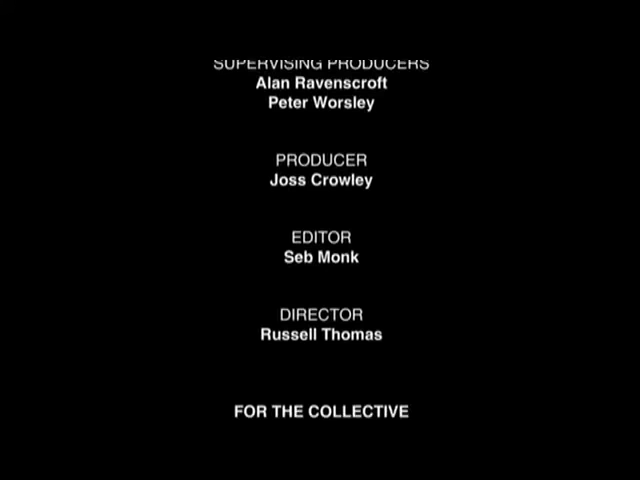 SUPERVISING PRODUCERS
Alan Ravenscroft
Peter Worsley
PRODUCER
Joss Crowley
EDITOR
Seb Monk
DIRECTOR
Russell Thomas
FOR THE COLLECTIVE